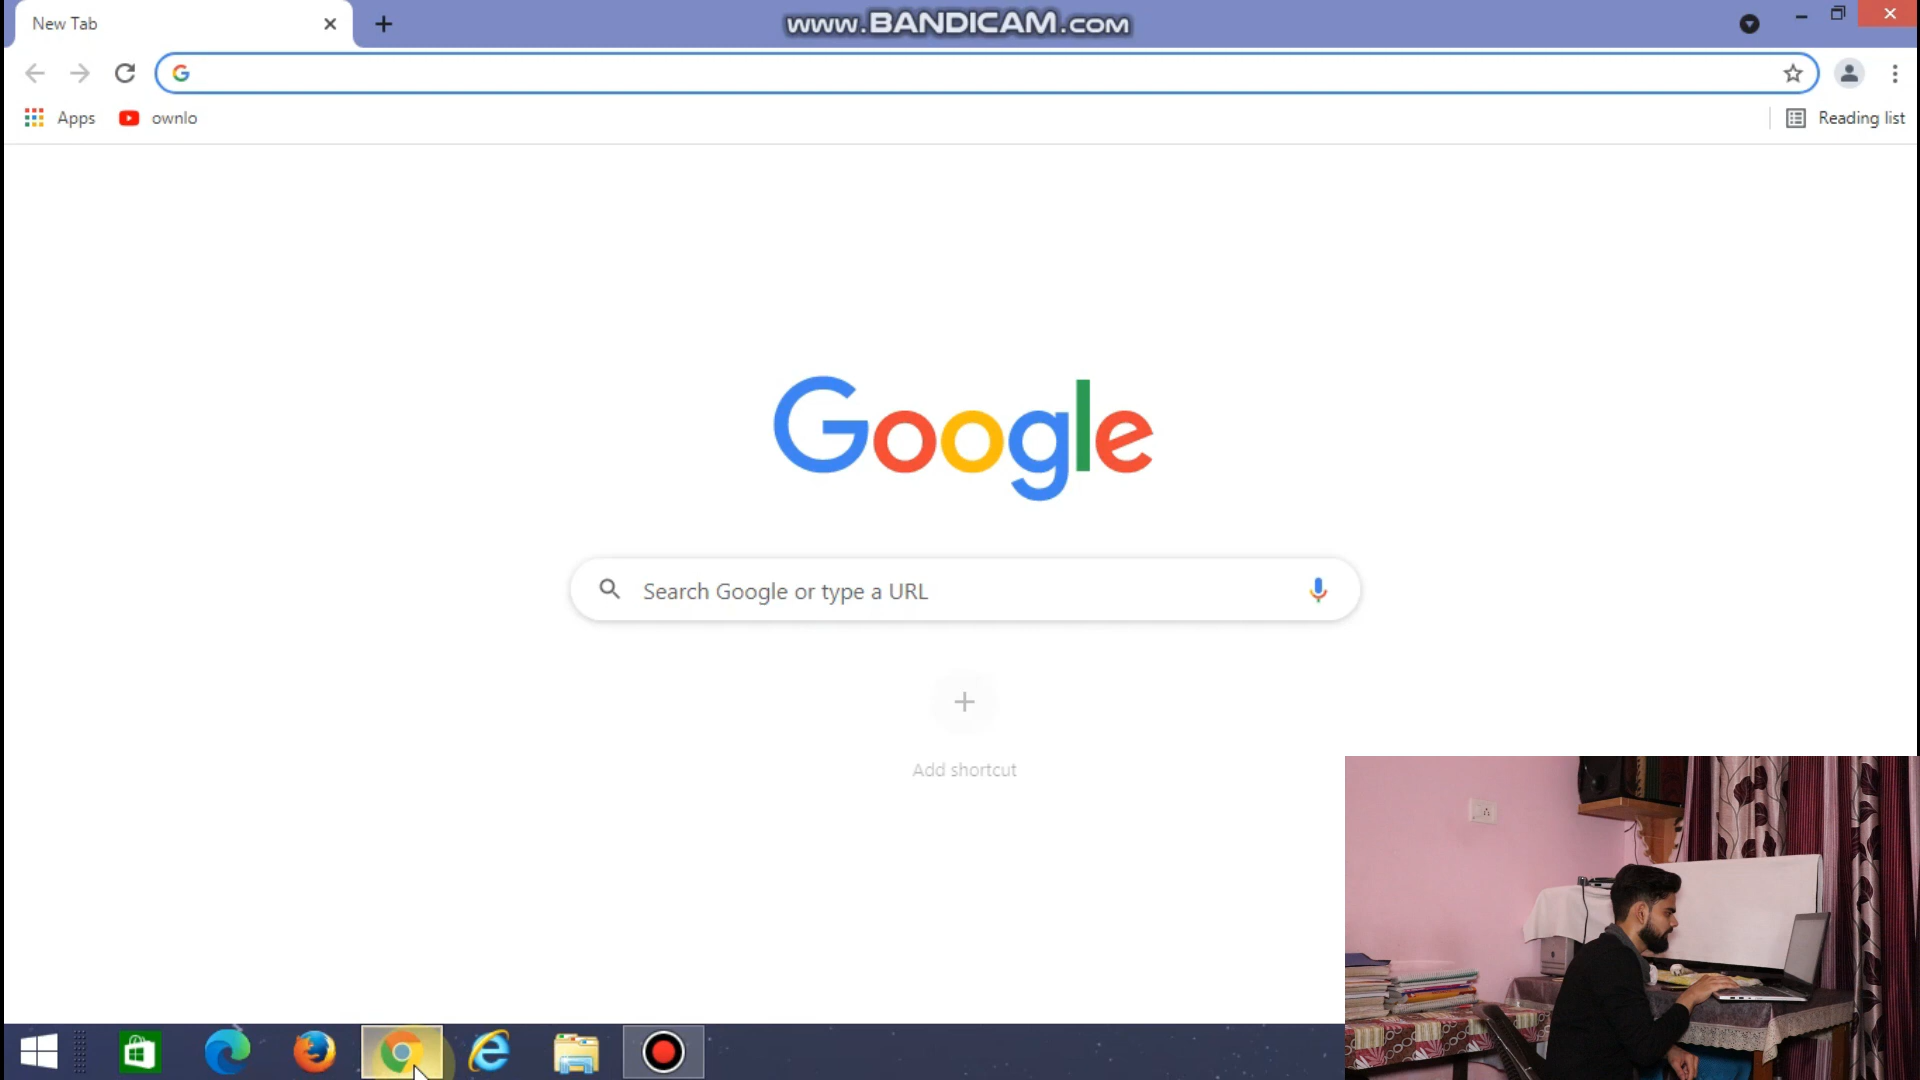 New Tab
www.BANDICAM.com
Apps
ownlo
Reading list
Google
Search Google or type a URL
Add shortcut